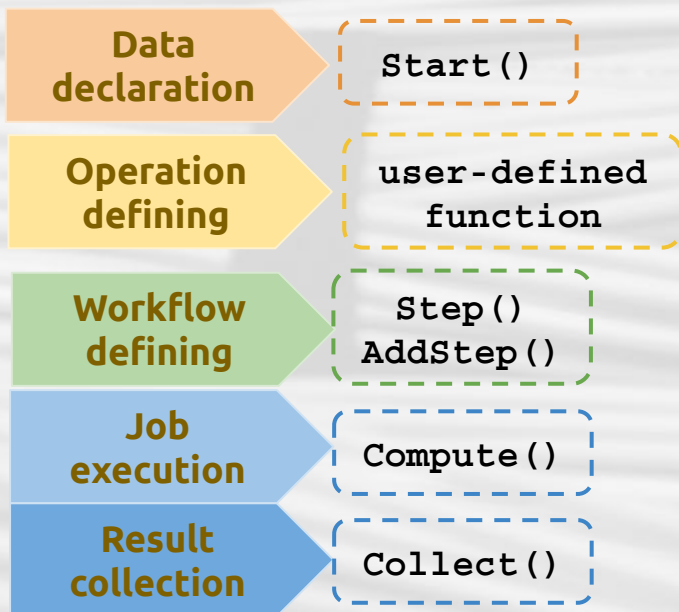 Data
declaration
Start()
Operation
defining
user-defined
function
Workflow
defining
Step()
AddStep()
Job
execution
Compute()
Result
collection
Collect()